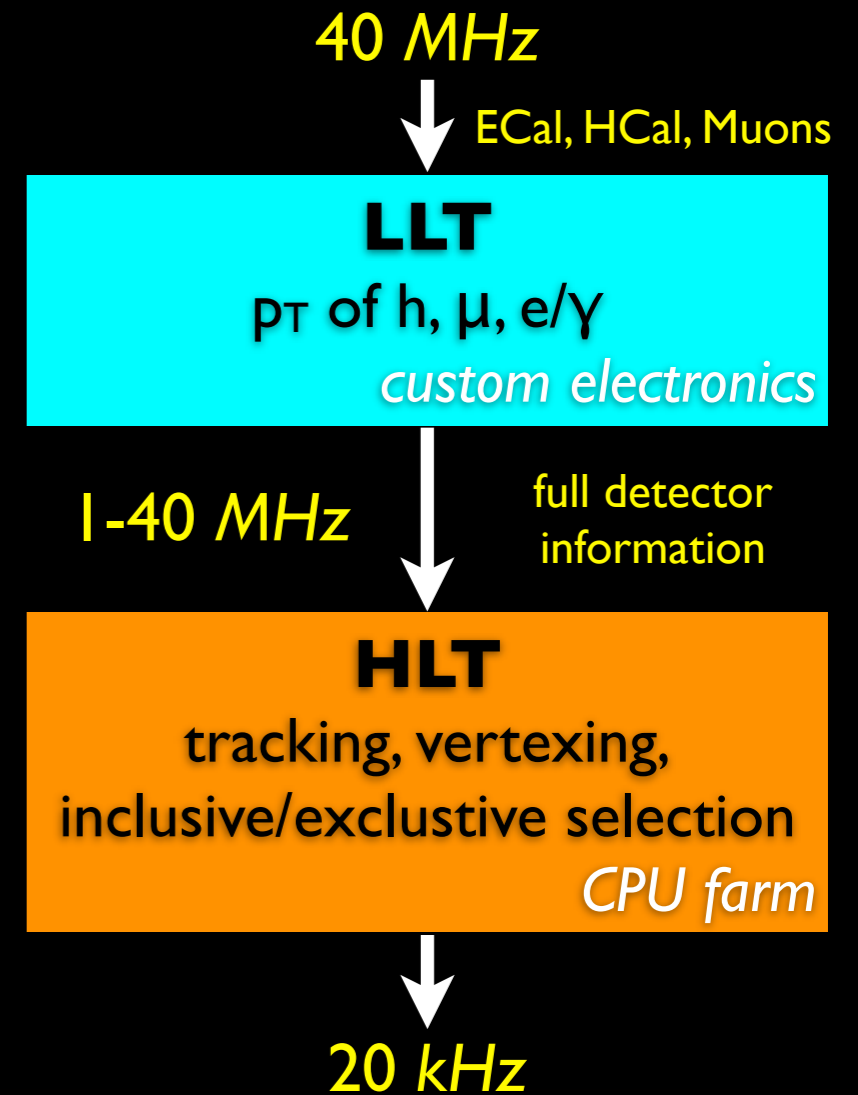 40 MHz
ECal, HCal, Muons
LLT
pT of h, μ, e/γ
custom electronics
1-40 MHz
full detector
information
HLT
tracking, vertexing,
inclusive/exclustive selection
CPU farm
20 kHz